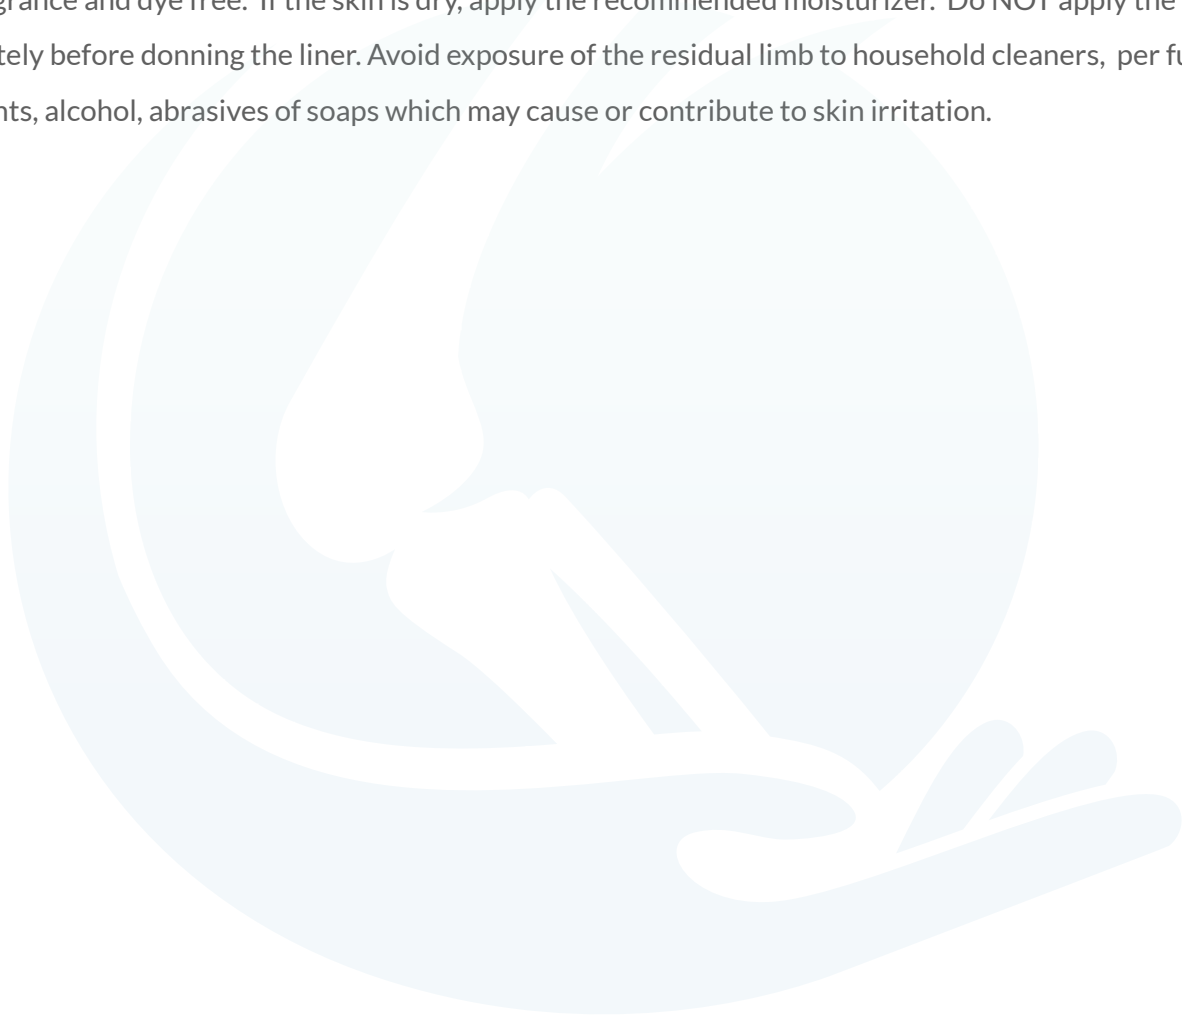 grance and dye free. If the skin is dry, apply the recommended moisturizer. Do NOT apply the
tely before donning the liner. Avoid exposure of the residual limb to household cleaners, per fu
nts, alcohol, abrasives of soaps which may cause or contribute to skin irritation.